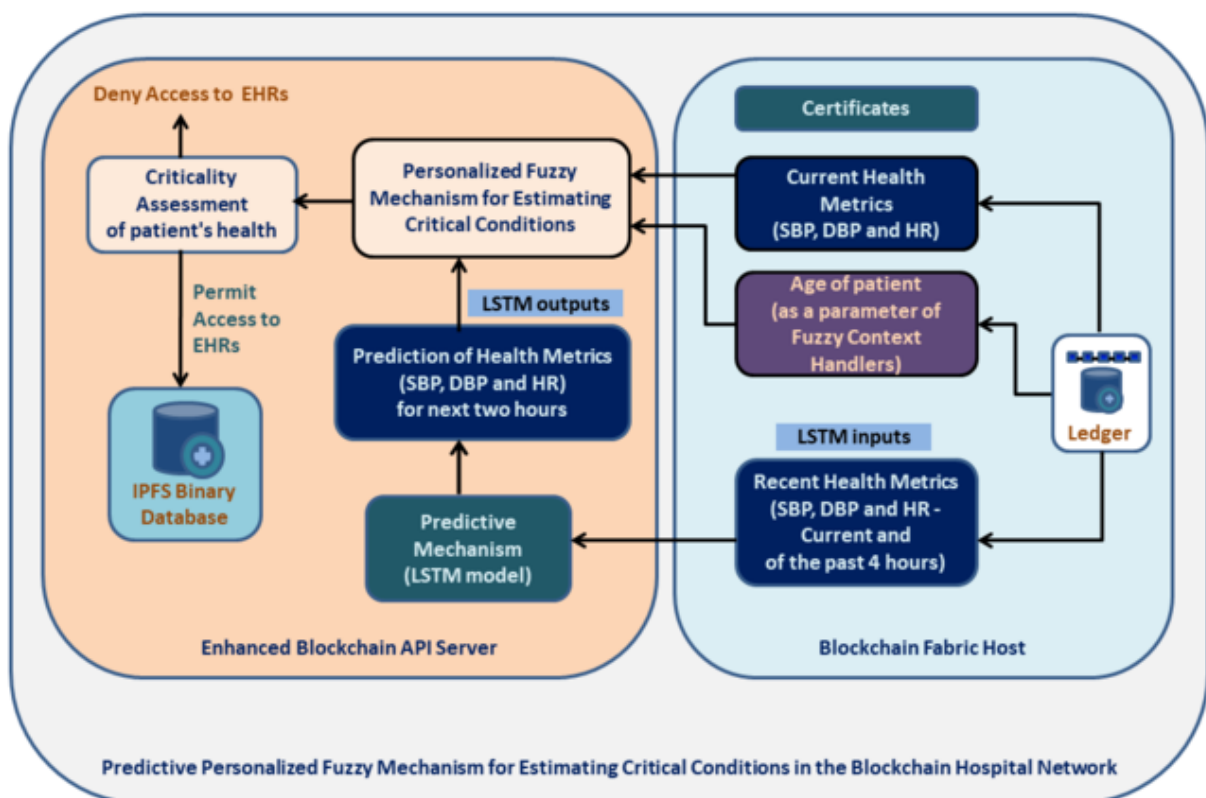 Deny Access to EHRs
Criticality
Assessment
of patient's health
Permit
Access to
EHRs
IPFS Binary
Database
Personalized Fuzzy
Mechanism for Estimating
Critical Conditions
LSTM outputs
Prediction of Health Metrics
(SBP, DBP and HR)
for next two hours
Predictive
Mechanism
(LSTM model)
Enhanced Blockchain API Server
Certificates
Current Health
Metrics
(SBP, DBP and HR)
Age of patient
(as a parameter of
Fuzzy Context
Handlers)
LSTM inputs
Recent Health Metrics
(SBP, DBP and HR -
Current and
of the past 4 hours)
Ledger
Blockchain Fabric Host
Predictive Personalized Fuzzy Mechanism for Estimating Critical Conditions in the Blockchain Hospital Network